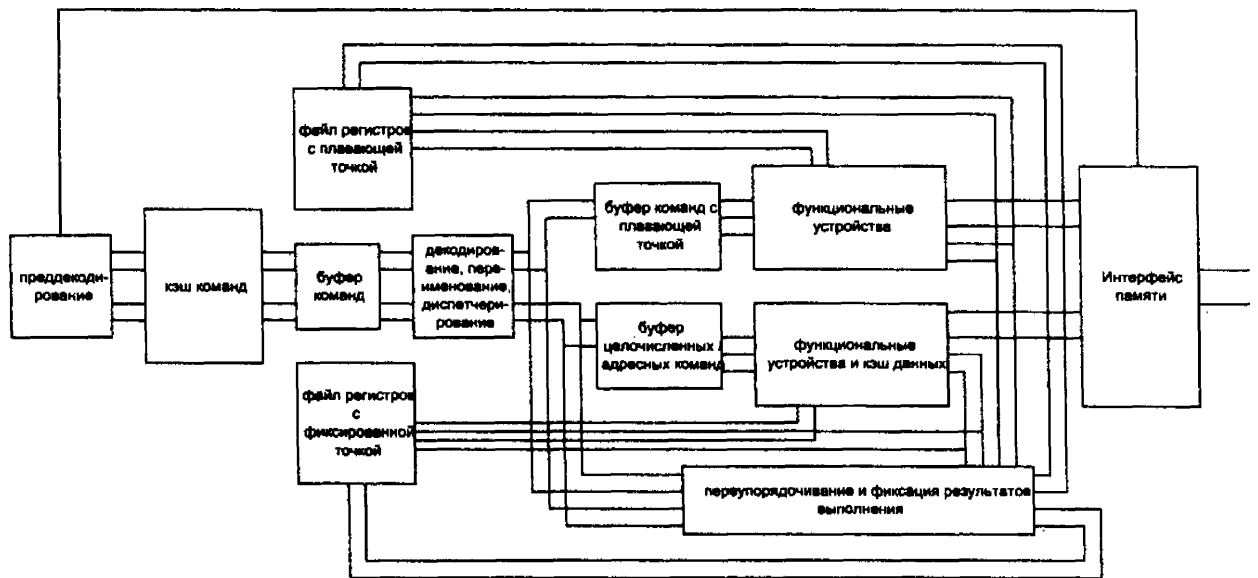 файл регистров
с плавающей
точкой
преддекоди-
рование
кэш команд
буфер
команд
декодиров-
ание, пере-
именование,
диспетчери-
рование
буфер команд с
плавающей
точкой
функциональные
устройства
Интерфейс
памяти
буфер
целочисленных /
адресных команд
функциональные
устройства и кэш данных
файл регистров
с
фиксированной
точкой
переупорядочивание и фиксация результатов
выполнения